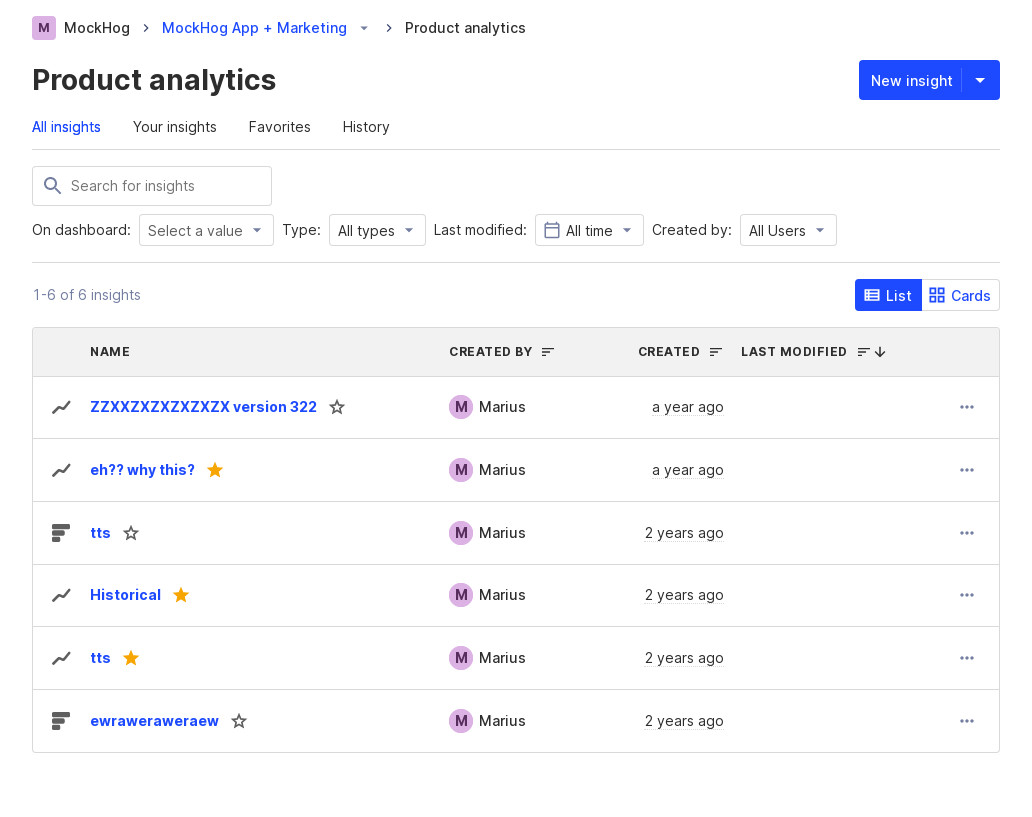 M MockHog MockHog App + Marketing Product analytics
Product analytics
New insight
All insights Your insights Favorites History
Search for insights
On dashboard: Select a value Type: All types Last modified: All time Created by: All Users
1-6 of 6 insights
List Cards
NAME CREATED BY CREATED LAST MODIFIED
ZZXXZXZXZXZXZX version 322 M Marius a year ago
eh?? why this? M Marius a year ago
tts M Marius 2 years ago
Historical M Marius 2 years ago
tts M Marius 2 years ago
ewraweraweraew M Marius 2 years ago